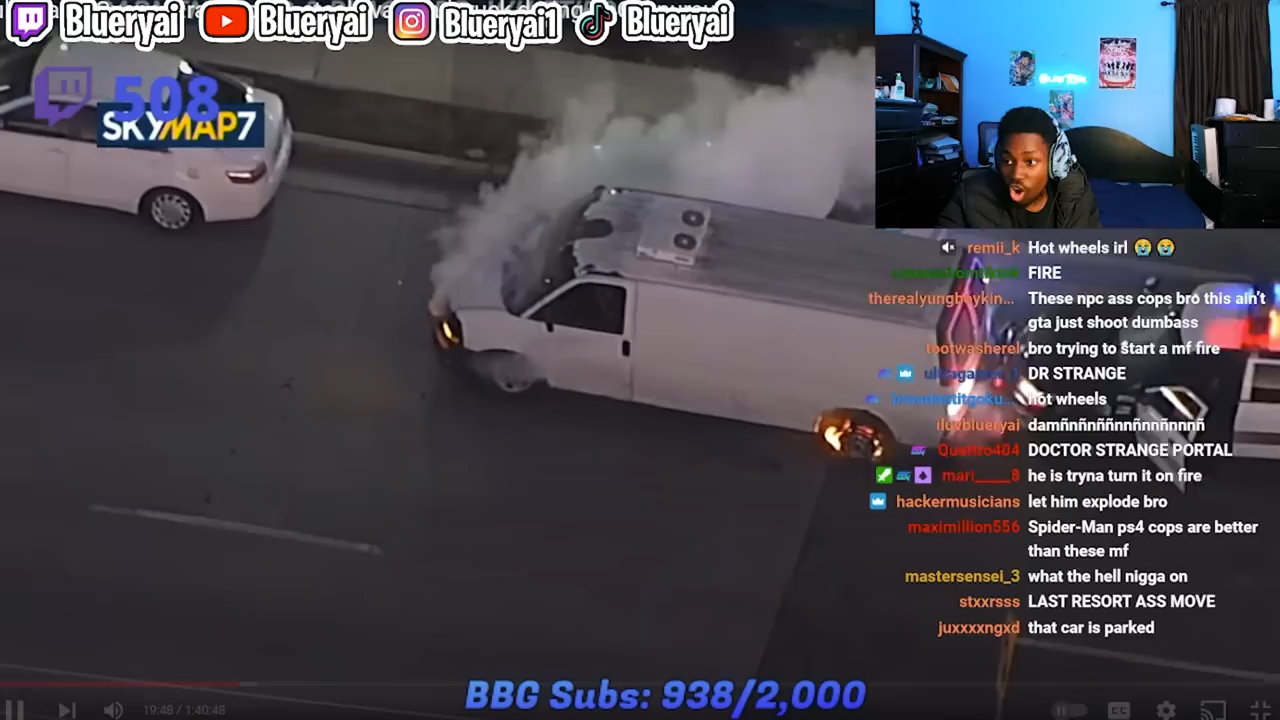 Blueryai Blueryai Blueryai1 Blueryai
508
SKYMAP7
remii_k Hot wheels irl 😭 😭
FIRE
therealyungboykin... These npc ass cops bro this ain't
gta just shoot dumbass
tootwasherel bro trying to start a mf fire
DR STRANGE
hot wheels
iluvblueryai damñnñnññnnñnnñnnnñ
Quattro404 DOCTOR STRANGE PORTAL
mari____8 he is tryna turn it on fire
hackermusicians let him explode bro
maximillion556 Spider-Man ps4 cops are better
than these mf
mastersensei_3 what the hell nigga on
stxxrsss LAST RESORT ASS MOVE
juxxxxngxd that car is parked
BBG Subs: 938/2,000
19:48 / 1:40:48
CC